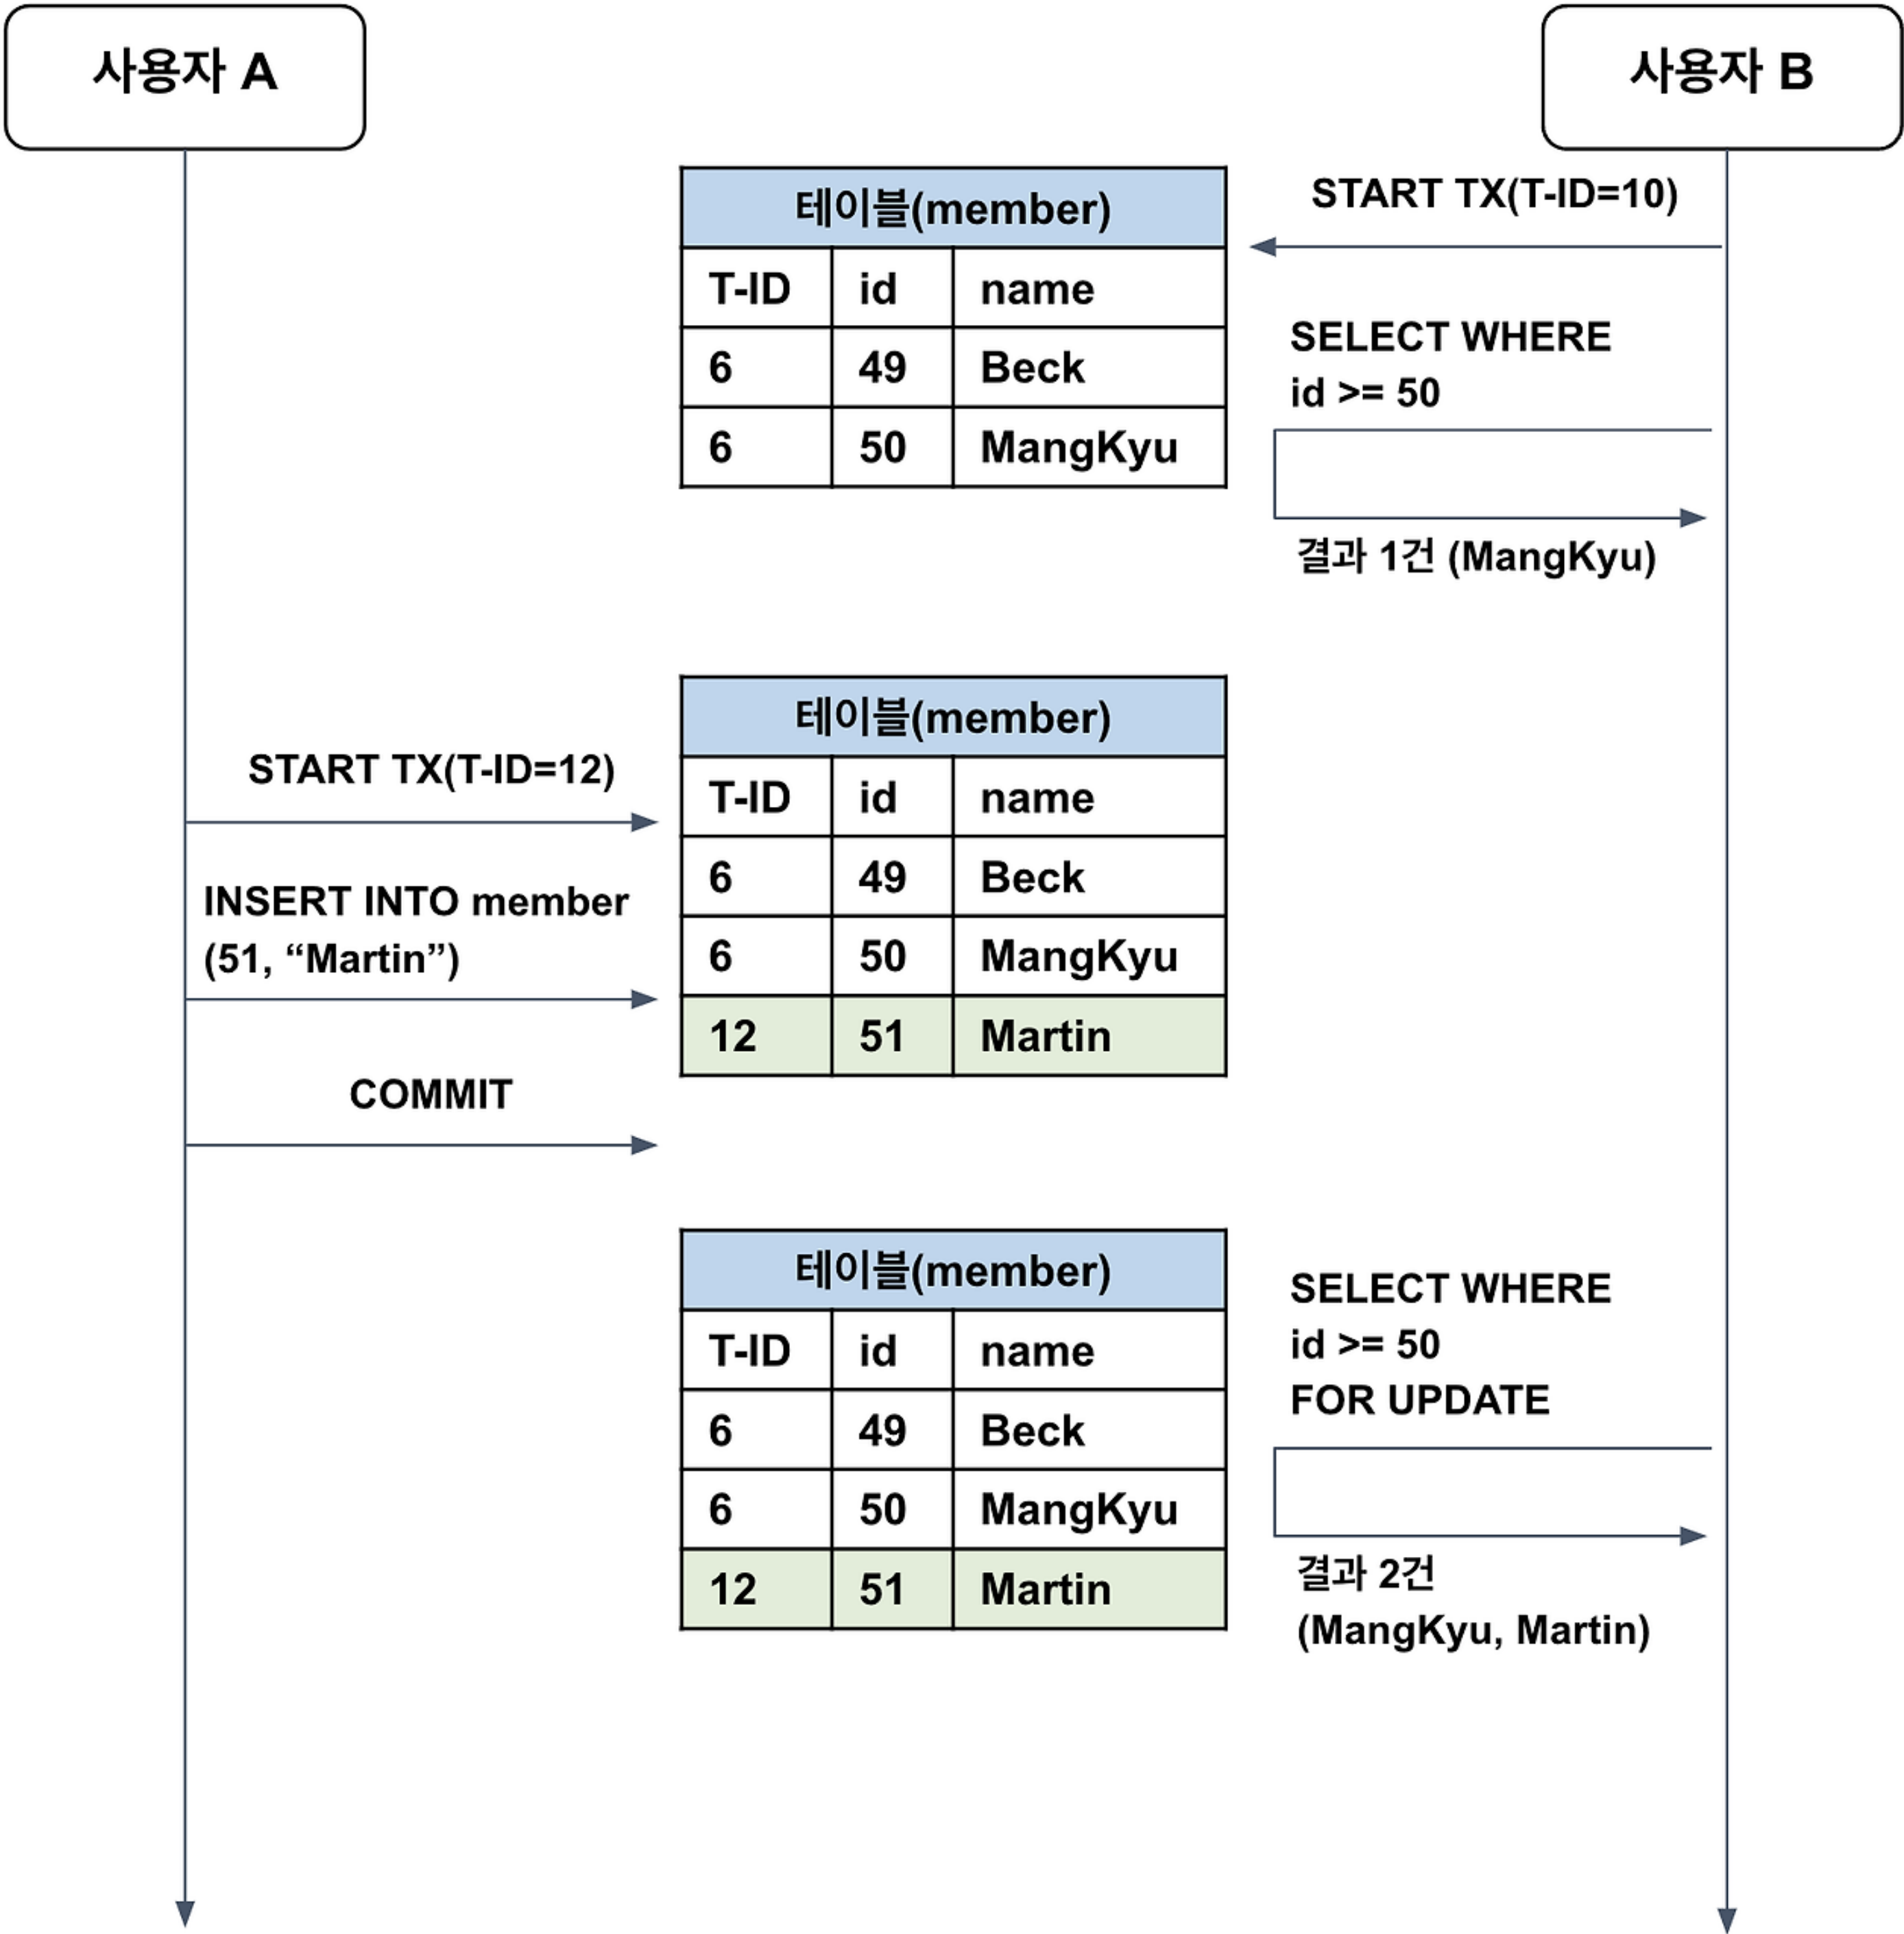 사용자 A
사용자 B
테이블(member)
T-ID id name
6 49 Beck
6 50 MangKyu
START TX(T-ID=10)
SELECT WHERE
id >= 50
결과 1건 (MangKyu)
START TX(T-ID=12)
INSERT INTO member
(51, “Martin”)
COMMIT
테이블(member)
T-ID id name
6 49 Beck
6 50 MangKyu
12 51 Martin
테이블(member)
T-ID id name
6 49 Beck
6 50 MangKyu
12 51 Martin
SELECT WHERE
id >= 50
FOR UPDATE
결과 2건
(MangKyu, Martin)